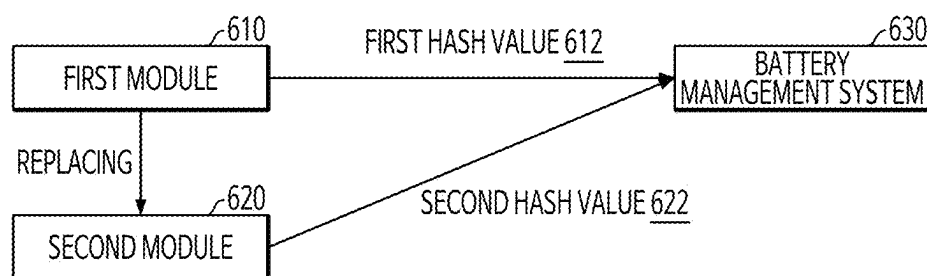 610
FIRST MODULE
FIRST HASH VALUE 612
630
BATTERY
MANAGEMENT SYSTEM
REPLACING
620
SECOND MODULE
SECOND HASH VALUE 622